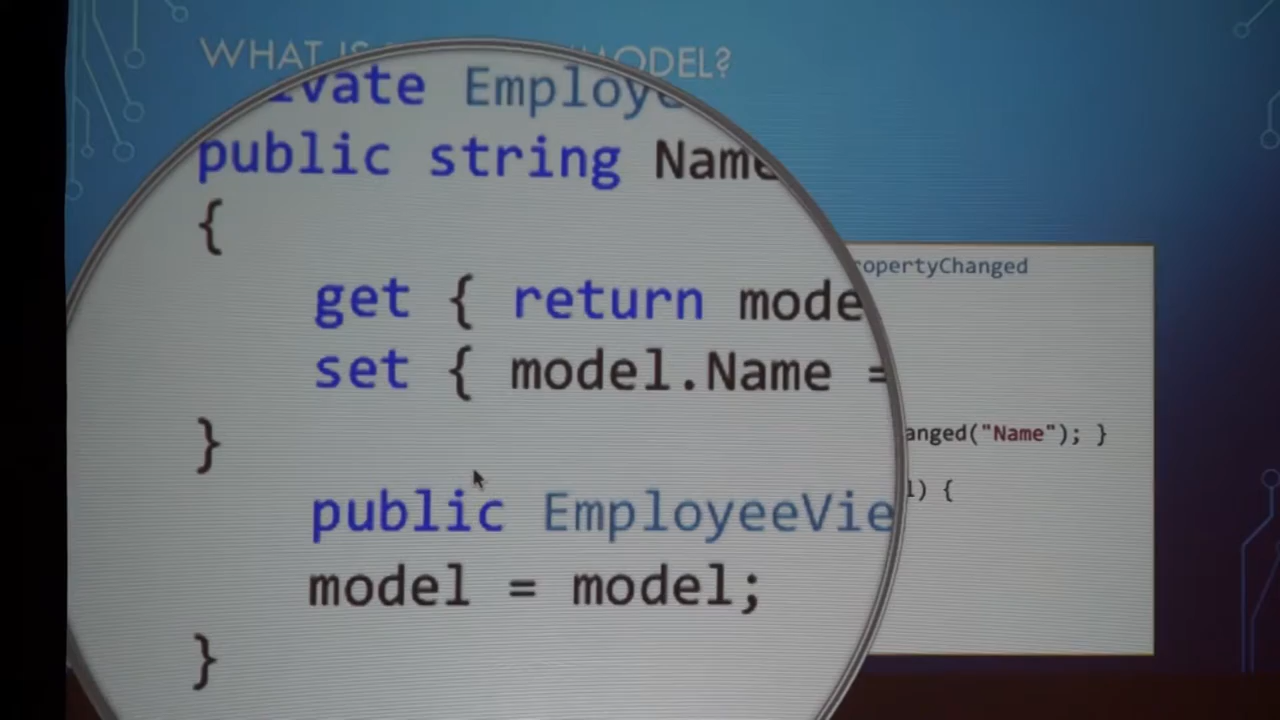 WHAT IS MODEL?
ivate Employe
public string Name
{
opertyChanged
get { return mode
set { model.Name =
}
anged("Name"); }
public EmployeeVie
l) {
model = model;
}